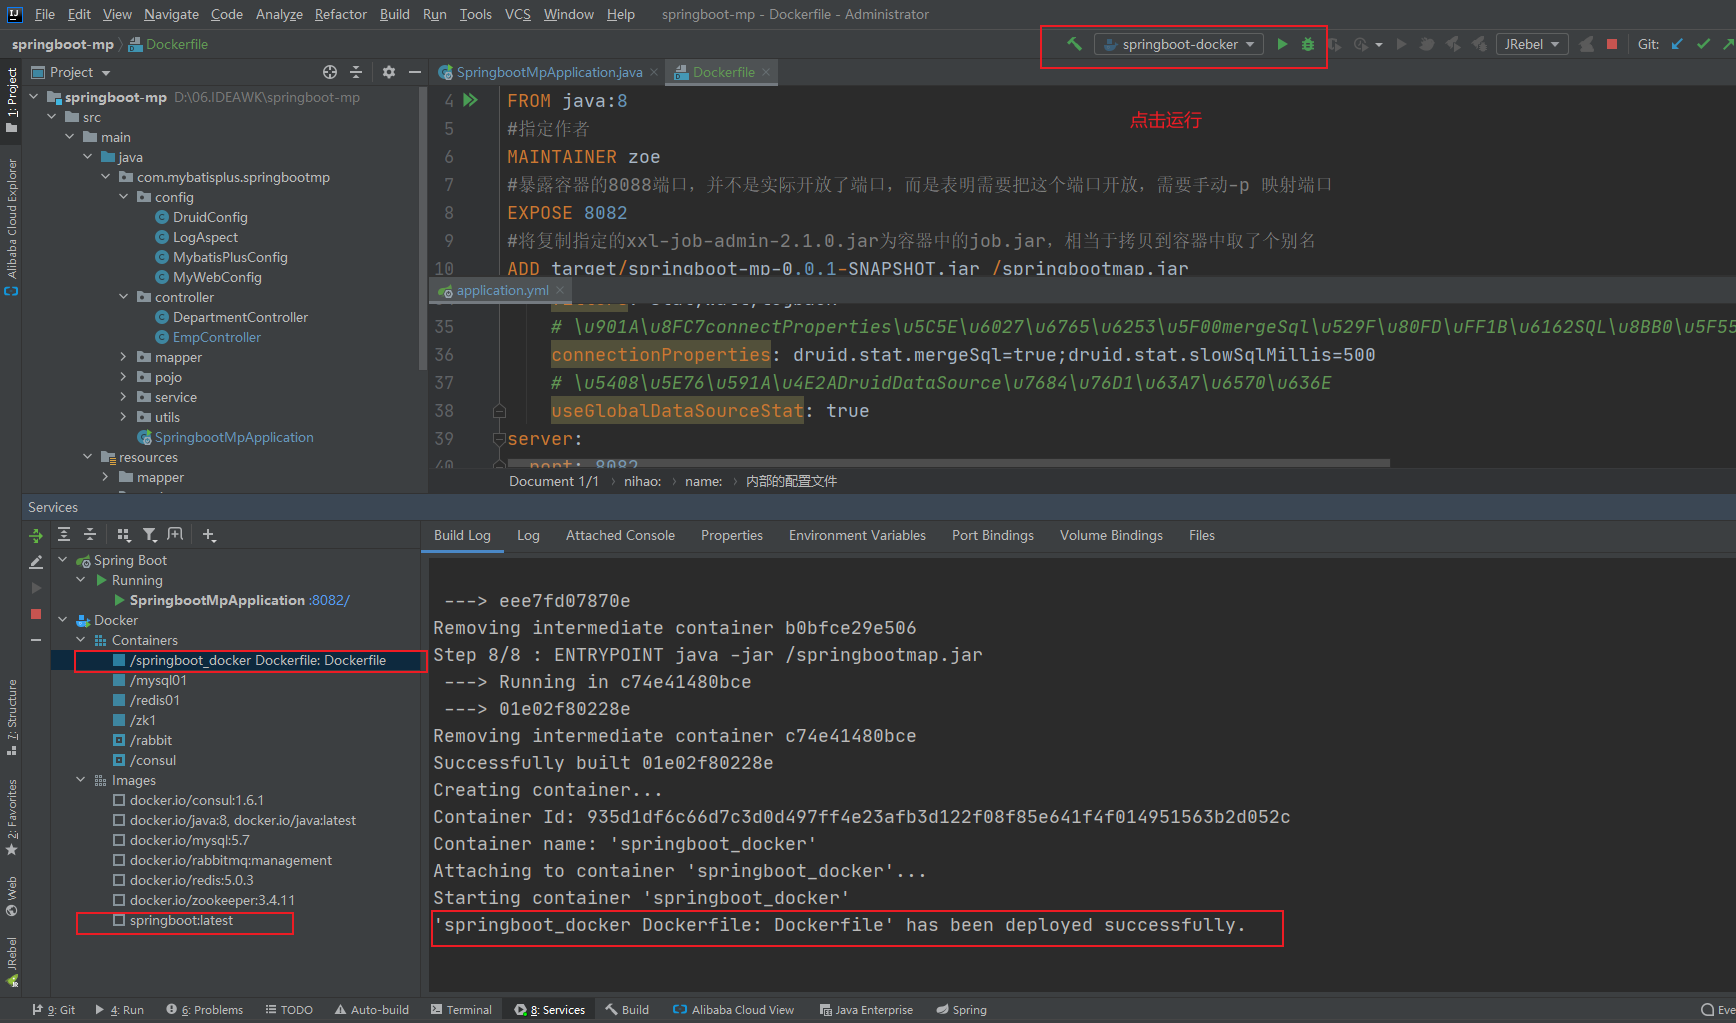 File Edit View Navigate Code Analyze Refactor Build Run Tools VCS Window Help springboot-mp - Dockerfile - Administrator
springboot-mp Dockerfile
springboot-docker JRebel Git:
Project
SpringbootMpApplication.java Dockerfile
1: Project
Alibaba Cloud Explorer
7: Structure
2: Favorites
Web
JRebel
springboot-mp D:\06.IDEAWK\springboot-mp
src
main
java
com.mybatisplus.springbootmp
config
DruidConfig
LogAspect
MybatisPlusConfig
MyWebConfig
controller
DepartmentController
EmpController
mapper
pojo
service
utils
SpringbootMpApplication
resources
mapper
4 FROM java:8
点击运行
5 #指定作者
6 MAINTAINER zoe
7 #暴露容器的8088端口，并不是实际开放了端口，而是表明需要把这个端口开放，需要手动-p 映射端口
8 EXPOSE 8082
9 #将复制指定的xxl-job-admin-2.1.0.jar为容器中的job.jar，相当于拷贝到容器中取了个别名
10 ADD target/springboot-mp-0.0.1-SNAPSHOT.jar /springbootmap.jar
application.yml
35 # \u901A\u8FC7connectProperties\u5C5E\u6027\u6765\u6253\u5F00mergeSql\u529F\u80FD\uFF1B\u6162SQL\u8BB0\u5F55
36 connectionProperties: druid.stat.mergeSql=true;druid.stat.slowSqlMillis=500
37 # \u5408\u5E76\u591A\u4E2ADruidDataSource\u7684\u76D1\u63A7\u6570\u636E
38 useGlobalDataSourceStat: true
39 server:
40 port: 8082
Document 1/1 nihao: name: 内部的配置文件
Services
Spring Boot
Running
SpringbootMpApplication :8082/
Docker
Containers
/springboot_docker Dockerfile: Dockerfile
/mysql01
/redis01
/zk1
/rabbit
/consul
Images
docker.io/consul:1.6.1
docker.io/java:8, docker.io/java:latest
docker.io/mysql:5.7
docker.io/rabbitmq:management
docker.io/redis:5.0.3
docker.io/zookeeper:3.4.11
springboot:latest
Build Log Log Attached Console Properties Environment Variables Port Bindings Volume Bindings Files
---> eee7fd07870e
Removing intermediate container b0bfce29e506
Step 8/8 : ENTRYPOINT java -jar /springbootmap.jar
---> Running in c74e41480bce
---> 01e02f80228e
Removing intermediate container c74e41480bce
Successfully built 01e02f80228e
Creating container...
Container Id: 935d1df6c66d7c3d0d497ff4e23afb3d122f08f85e641f4f014951563b2d052c
Container name: 'springboot_docker'
Attaching to container 'springboot_docker'...
Starting container 'springboot_docker'
'springboot_docker Dockerfile: Dockerfile' has been deployed successfully.
9: Git 4: Run 6: Problems TODO Auto-build Terminal 8: Services Build Alibaba Cloud View Java Enterprise Spring Eve